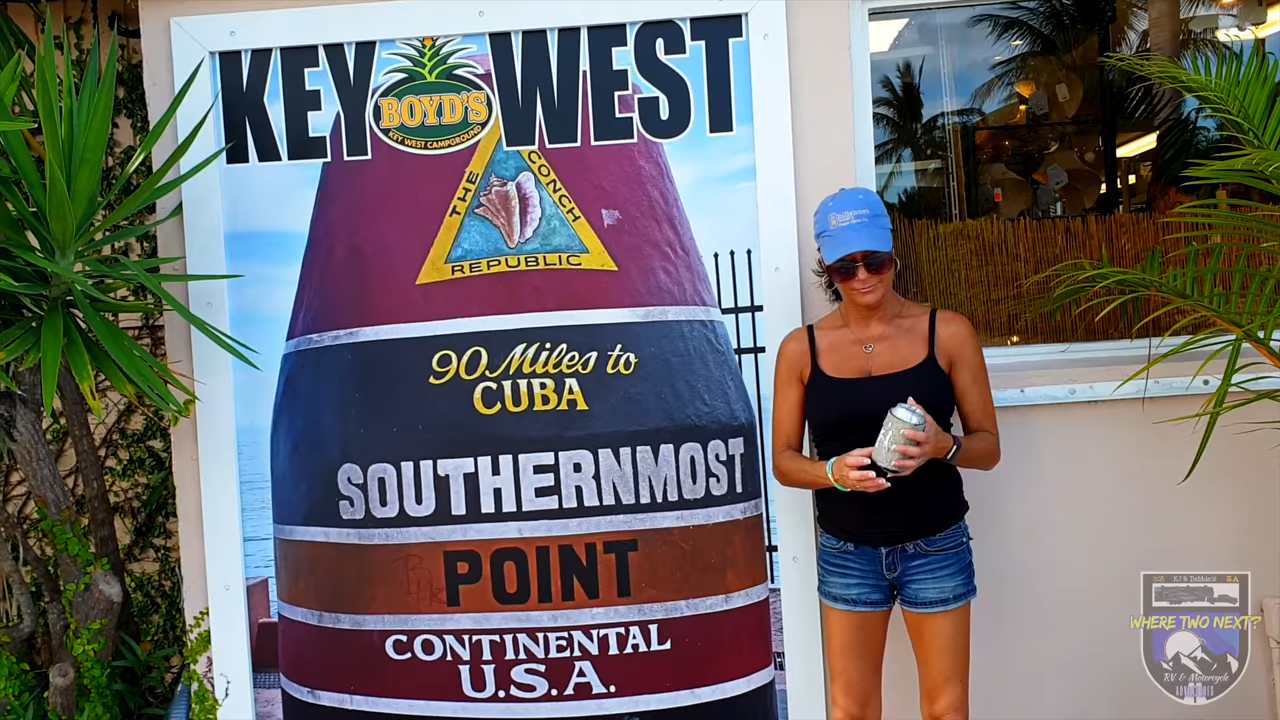 KEY WEST
BOYD'S
KEY WEST CAMPGROUND
THE CONCH
REPUBLIC
90 Miles to
CUBA
SOUTHERNMOST
POINT
CONTINENTAL
U.S.A.
KJ & Debbie's
WHERE TWO NEXT?
RV & Motorcycle
ADVENTURES